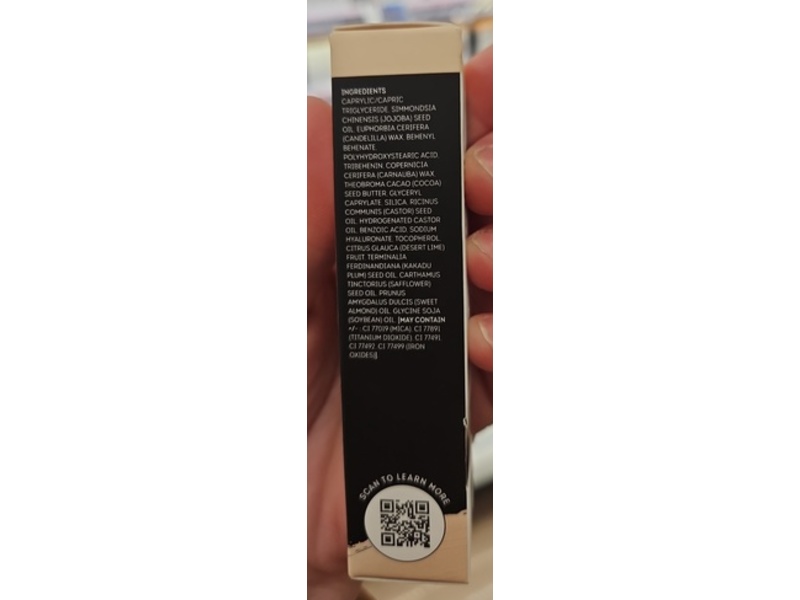 INGREDIENTS
CAPRYLIC/CAPRIC
TRIGLYCERIDE, SIMMONDSIA
CHINENSIS (JOJOBA) SEED
OIL, EUPHORBIA CERIFERA
(CANDELILLA) WAX, BEHENYL
BEHENATE,
POLYHYDROXYSTEARIC ACID,
TRIBEHENIN, COPERNICIA
CERIFERA (CARNAUBA) WAX,
THEOBROMA CACAO (COCOA)
SEED BUTTER, GLYCERYL
CAPRYLATE, SILICA, RICINUS
COMMUNIS (CASTOR) SEED
OIL, HYDROGENATED CASTOR
OIL, BENZOIC ACID, SODIUM
HYALURONATE, TOCOPHEROL,
CITRUS GLAUCA (DESERT LIME)
FRUIT, TERMINALIA
FERDINANDIANA (KAKADU
PLUM) SEED OIL, CARTHAMUS
TINCTORIUS (SAFFLOWER)
SEED OIL, PRUNUS
AMYGDALUS DULCIS (SWEET
ALMOND) OIL, GLYCINE SOJA
(SOYBEAN) OIL, [MAY CONTAIN
+/- : CI 77019 (MICA), CI 77891
(TITANIUM DIOXIDE), CI 77491,
CI 77492, CI 77499 (IRON
OXIDES)]
SCAN TO LEARN MORE